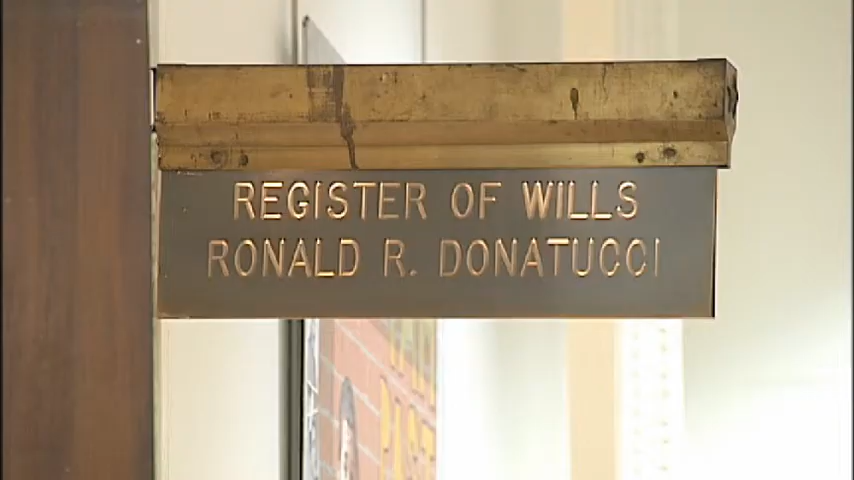 REGISTER OF WILLS
RONALD R. DONATUCCI